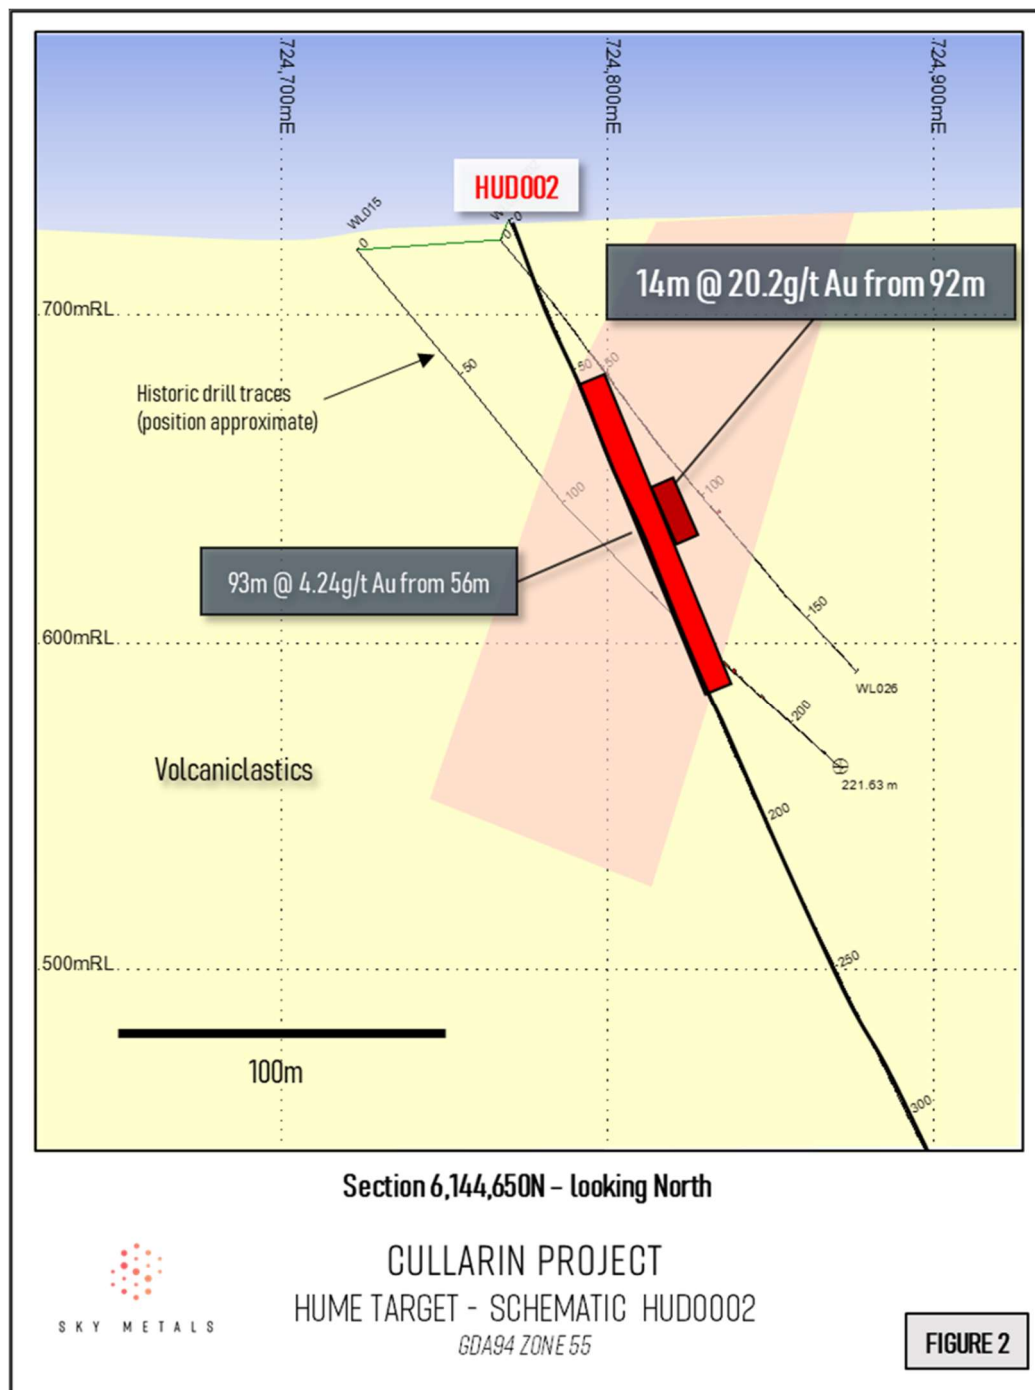 724,700mE
724,800mE
724,900mE
HUD002
WL015
0
0
0
14m @ 20.2g/t Au from 92m
700mRL
50
50
50
Historic drill traces
(position approximate)
100
100
93m @ 4.24g/t Au from 56m
150
600mRL
WL026
200
Volcaniclastics
221.63 m
200
500mRL
250
100m
300
Section 6,144,650N – looking North
CULLARIN PROJECT
HUME TARGET - SCHEMATIC HUD0002
GDA94 ZONE 55
SKY METALS
FIGURE 2